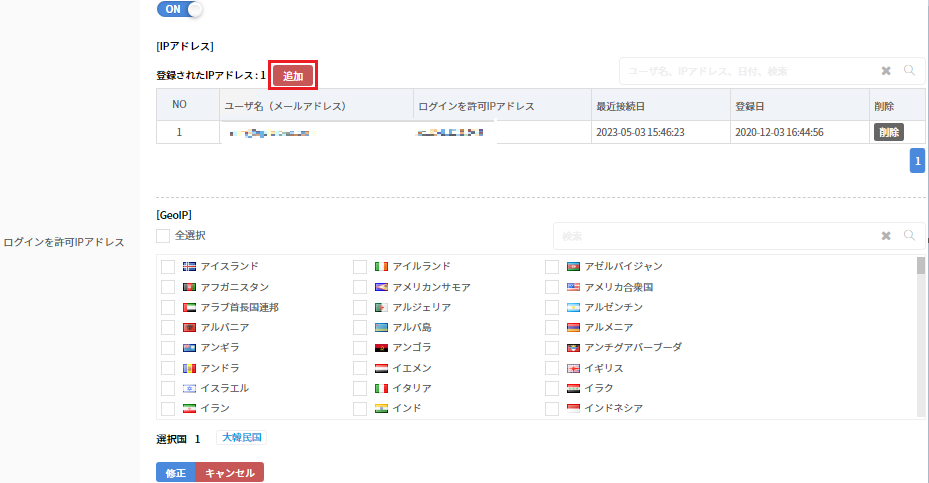 ON
[IPアドレス]
登録されたIPアドレス : 1 追加
ユーザ名、IPアドレス、日付、検索
NO ユーザ名（メールアドレス） ログインを許可IPアドレス 最近接続日 登録日 削除
1 2023-05-03 15:46:23 2020-12-03 16:44:56 削除
1
[GeoIP]
ログインを許可IPアドレス
全選択
検索
アイスランド アイルランド アゼルバイジャン
アフガニスタン アメリカンサモア アメリカ合衆国
アラブ首長国連邦 アルジェリア アルゼンチン
アルバニア アルバ島 アルメニア
アンギラ アンゴラ アンチグアバーブーダ
アンドラ イエメン イギリス
イスラエル イタリア イラク
イラン インド インドネシア
選択国 1 大韓民国
修正 キャンセル